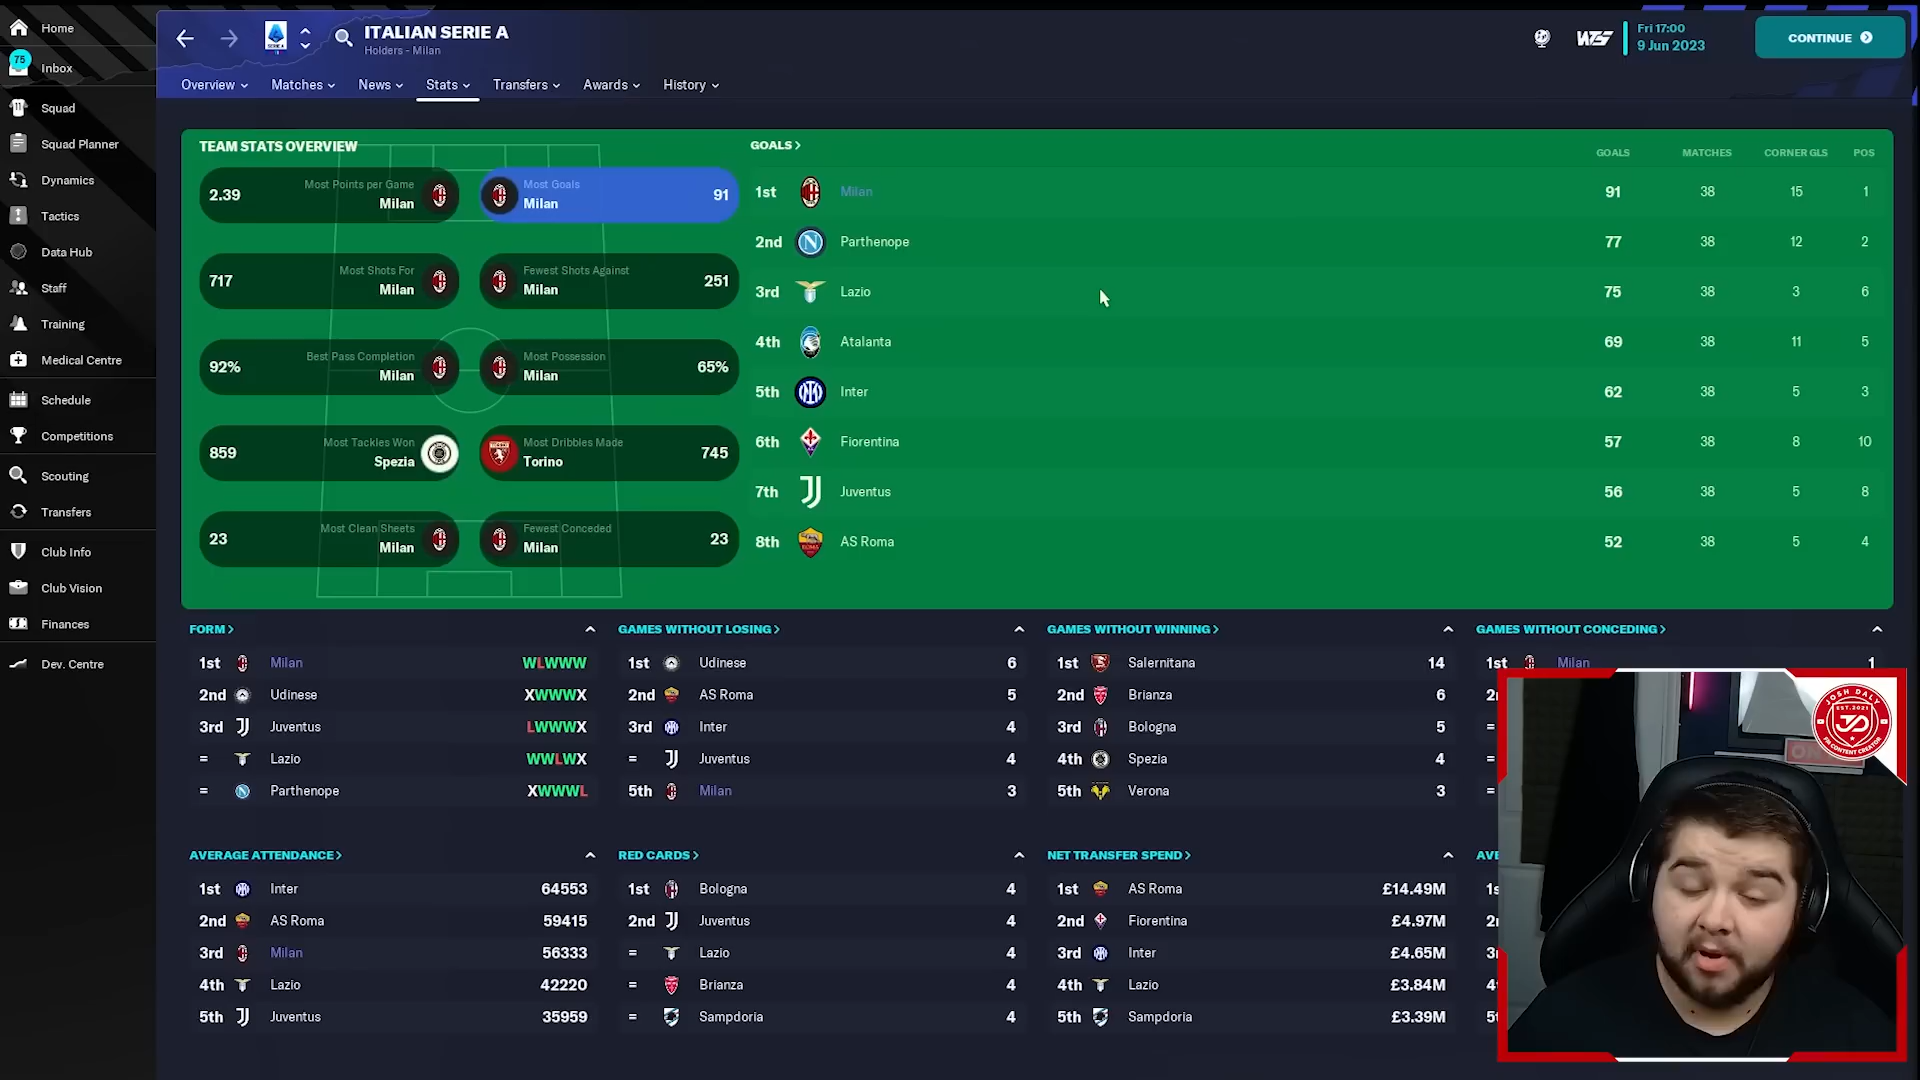 Home
75
Inbox
Squad
Squad Planner
Dynamics
Tactics
Data Hub
Staff
Training
Medical Centre
Schedule
Competitions
Scouting
Transfers
Club Info
Club Vision
Finances
Dev. Centre
ITALIAN SERIE A
Holders - Milan
Fri 17:00
9 Jun 2023
CONTINUE
Overview Matches News Stats Transfers Awards History
TEAM STATS OVERVIEW
2.39 Most Points per Game Milan
Most Goals Milan 91
717 Most Shots For Milan
Fewest Shots Against Milan 251
92% Best Pass Completion Milan
Most Possession Milan 65%
859 Most Tackles Won Spezia
Most Dribbles Made Torino 745
23 Most Clean Sheets Milan
Fewest Conceded Milan 23
GOALS > GOALS MATCHES CORNER GLS POS
1st Milan 91 38 15 1
2nd Parthenope 77 38 12 2
3rd Lazio 75 38 3 6
4th Atalanta 69 38 11 5
5th Inter 62 38 5 3
6th Fiorentina 57 38 8 10
7th Juventus 56 38 5 8
8th AS Roma 52 38 5 4
FORM >
1st Milan WLWWW
2nd Udinese XWWWX
3rd Juventus LWWWX
= Lazio WWLWX
= Parthenope XWWWL
GAMES WITHOUT LOSING >
1st Udinese 6
2nd AS Roma 5
3rd Inter 4
= Juventus 4
5th Milan 3
GAMES WITHOUT WINNING >
1st Salernitana 14
2nd Brianza 6
3rd Bologna 5
4th Spezia 4
5th Verona 3
GAMES WITHOUT CONCEDING >
1st Milan 1
=
=
=
AVERAGE ATTENDANCE >
1st Inter 64553
2nd AS Roma 59415
3rd Milan 56333
4th Lazio 42220
5th Juventus 35959
RED CARDS >
1st Bologna 4
2nd Juventus 4
= Lazio 4
= Brianza 4
= Sampdoria 4
NET TRANSFER SPEND >
1st AS Roma £14.49M
2nd Fiorentina £4.97M
3rd Inter £4.65M
4th Lazio £3.84M
5th Sampdoria £3.39M
JOSH DALY
EST. 2021
JD
FM CONTENT CREATOR